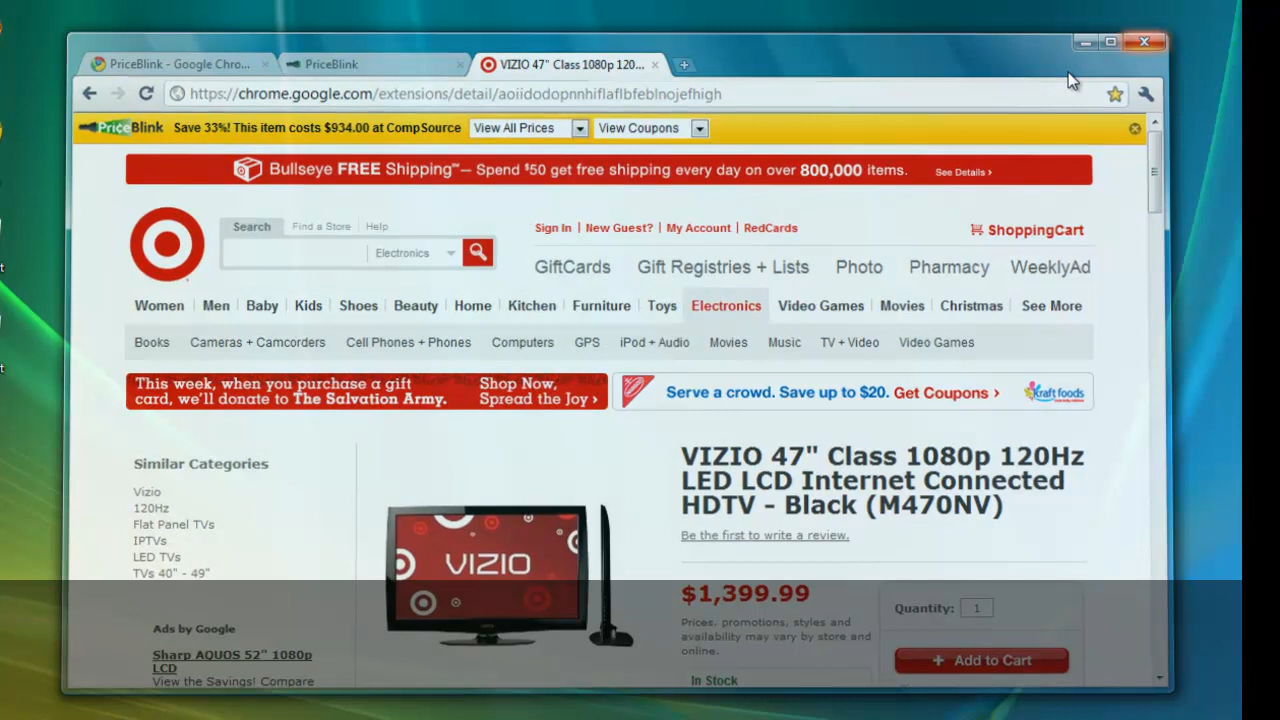 PriceBlink - Google Chro...
PriceBlink
VIZIO 47" Class 1080p 120...
https://chrome.google.com/extensions/detail/aoiidodopnnhiflaflbfeblnojefhigh
PriceBlink Save 33%! This item costs $934.00 at CompSource View All Prices View Coupons
Bullseye FREE Shipping℠— Spend $50 get free shipping every day on over 800,000 items. See Details ›
Search Find a Store Help
Sign In | New Guest? | My Account | RedCards
ShoppingCart
Electronics
GiftCards Gift Registries + Lists Photo Pharmacy WeeklyAd
Women Men Baby Kids Shoes Beauty Home Kitchen Furniture Toys Electronics Video Games Movies Christmas See More
Books Cameras + Camcorders Cell Phones + Phones Computers GPS iPod + Audio Movies Music TV + Video Video Games
This week, when you purchase a gift
card, we'll donate to The Salvation Army.
Shop Now,
Spread the Joy ›
Serve a crowd. Save up to $20. Get Coupons ›
Kraft foods
Similar Categories
Vizio
120Hz
Flat Panel TVs
IPTVs
LED TVs
TVs 40" - 49"
Ads by Google
Sharp AQUOS 52" 1080p
LCD
View the Savings! Compare
VIZIO
VIZIO 47" Class 1080p 120Hz
LED LCD Internet Connected
HDTV - Black (M470NV)
Be the first to write a review.
$1,399.99
Prices, promotions, styles and
availability may vary by store and
online.
In Stock
Quantity: 1
+ Add to Cart